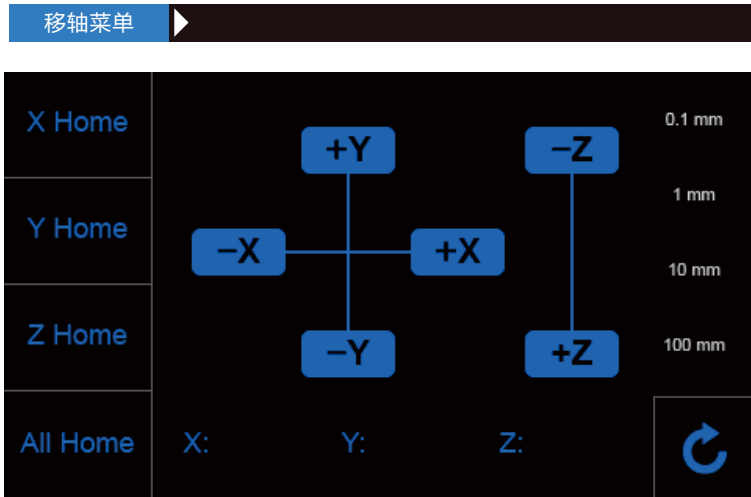 移轴菜单
X Home
Y Home
Z Home
All Home
+Y
−X
+X
−Y
−Z
+Z
0.1 mm
1 mm
10 mm
100 mm
X:
Y:
Z: